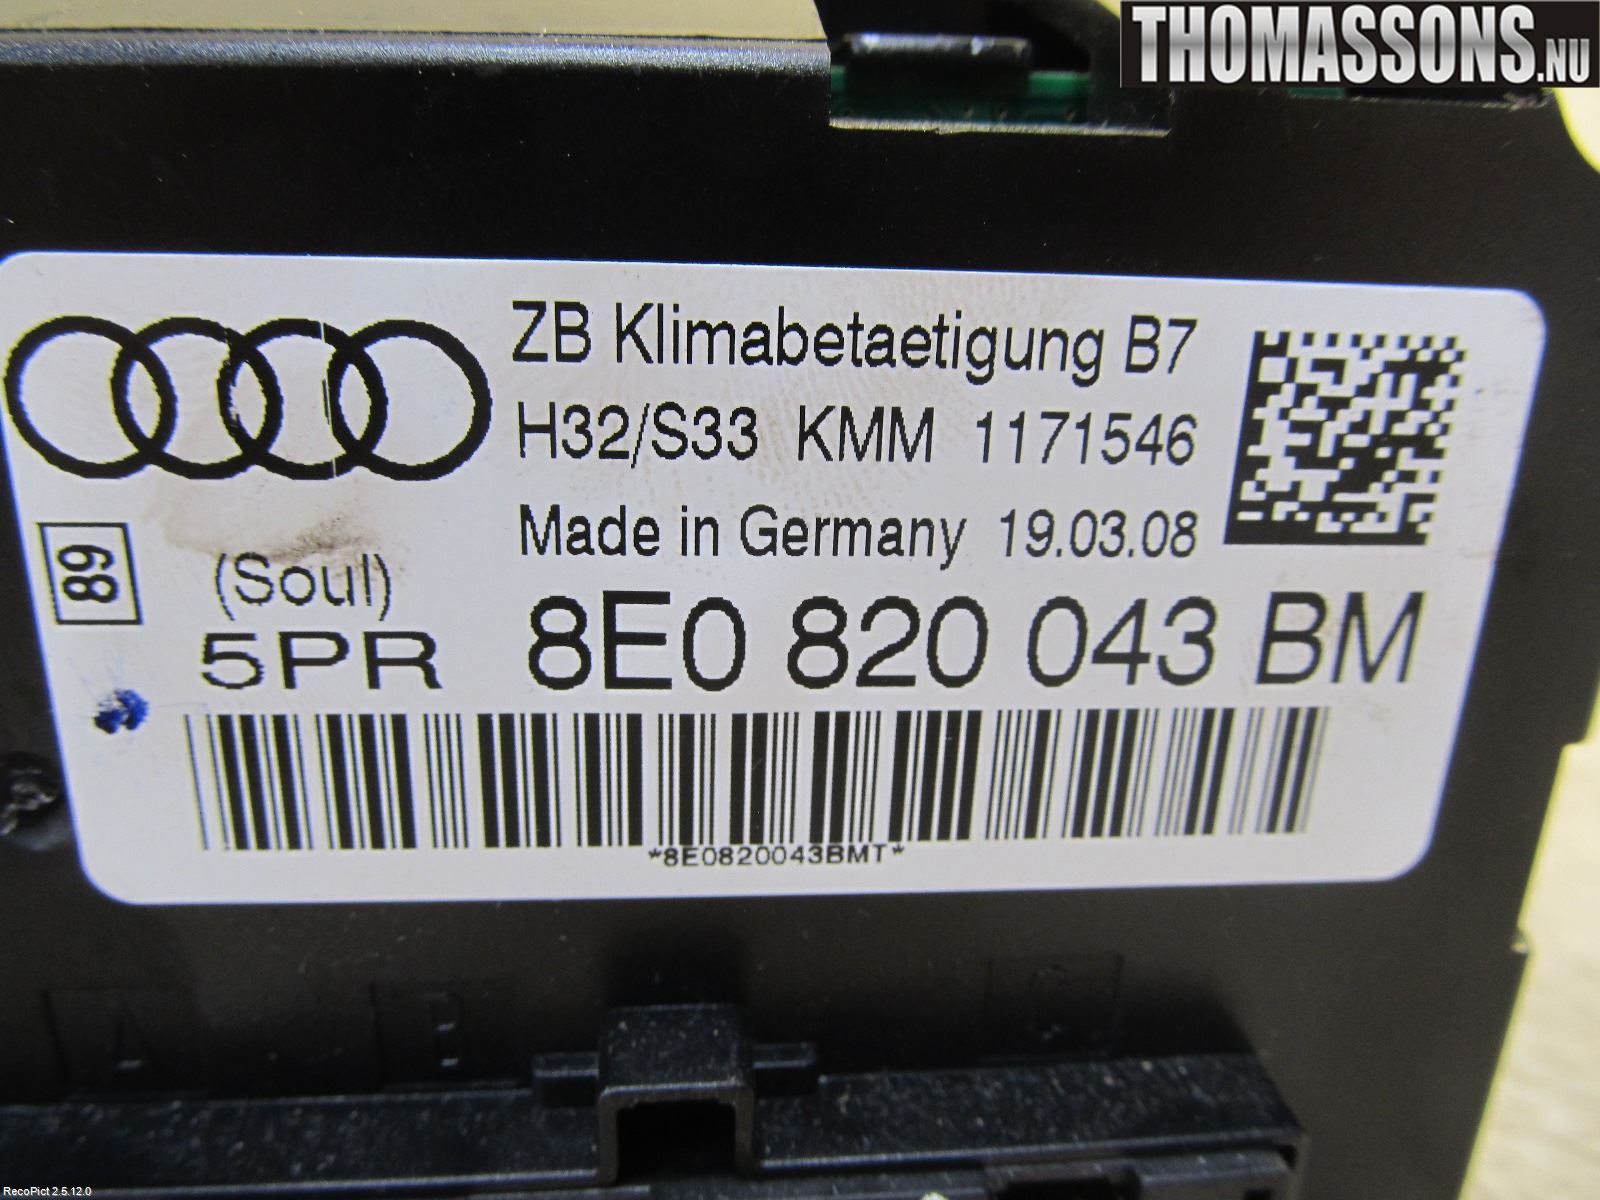 THOMASSONS.NU
ZB Klimabetaetigung B7
H32/S33 KMM 1171546
Made in Germany 19.03.08
89
(Soul)
5PR 8E0 820 043 BM
*8E0820043BMT*
A B C
RecoPict 2.5.12.0